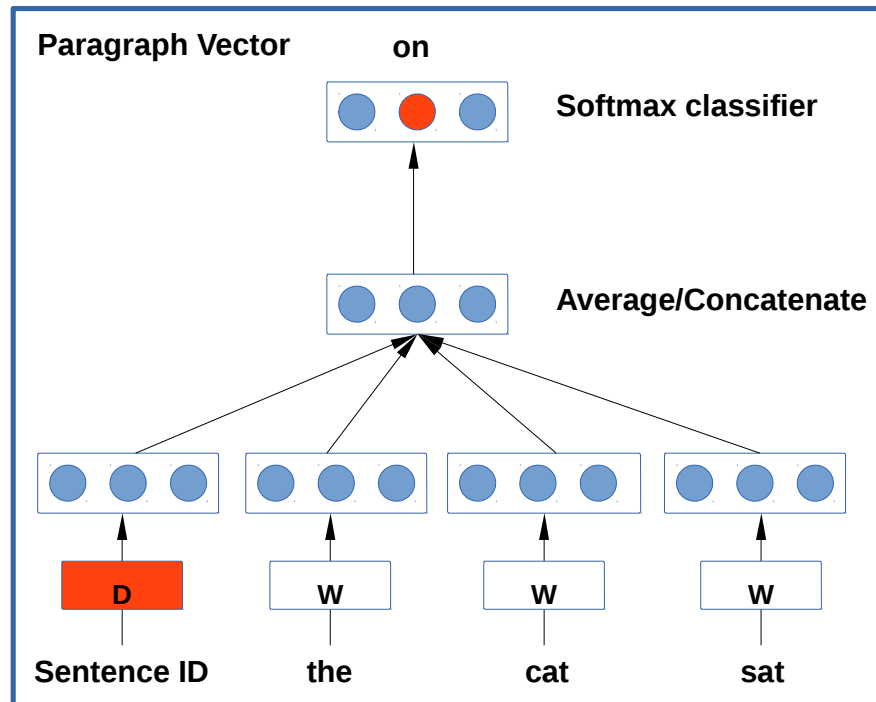 Paragraph Vector
on
Softmax classifier
Average/Concatenate
D
W
W
W
Sentence ID
the
cat
sat